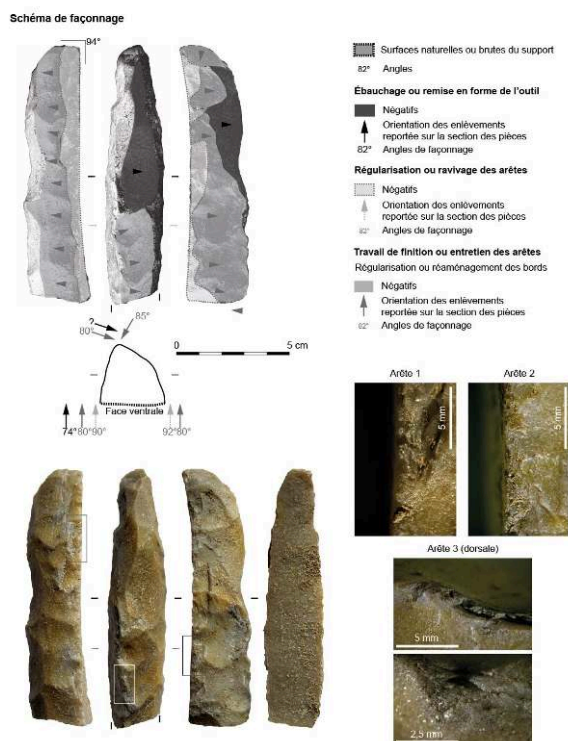 Schéma de façonnage
94°
?
80°
85°
0 5 cm
Face ventrale
74° 80° 90° 92° 80°
Surfaces naturelles ou brutes du support
82° Angles
Ébauchage ou remise en forme de l'outil
Négatifs
Orientation des enlèvements
reportée sur la section des pièces
82° Angles de façonnage
Régularisation ou ravivage des arêtes
Négatifs
Orientation des enlèvements
reportée sur la section des pièces
82° Angles de façonnage
Travail de finition ou entretien des arêtes
Régularisation ou réaménagement des bords
Négatifs
Orientation des enlèvements
reportée sur la section des pièces
82° Angles de façonnage
Arête 1
Arête 2
5 mm
5 mm
Arête 3 (dorsale)
5 mm
2,5 mm